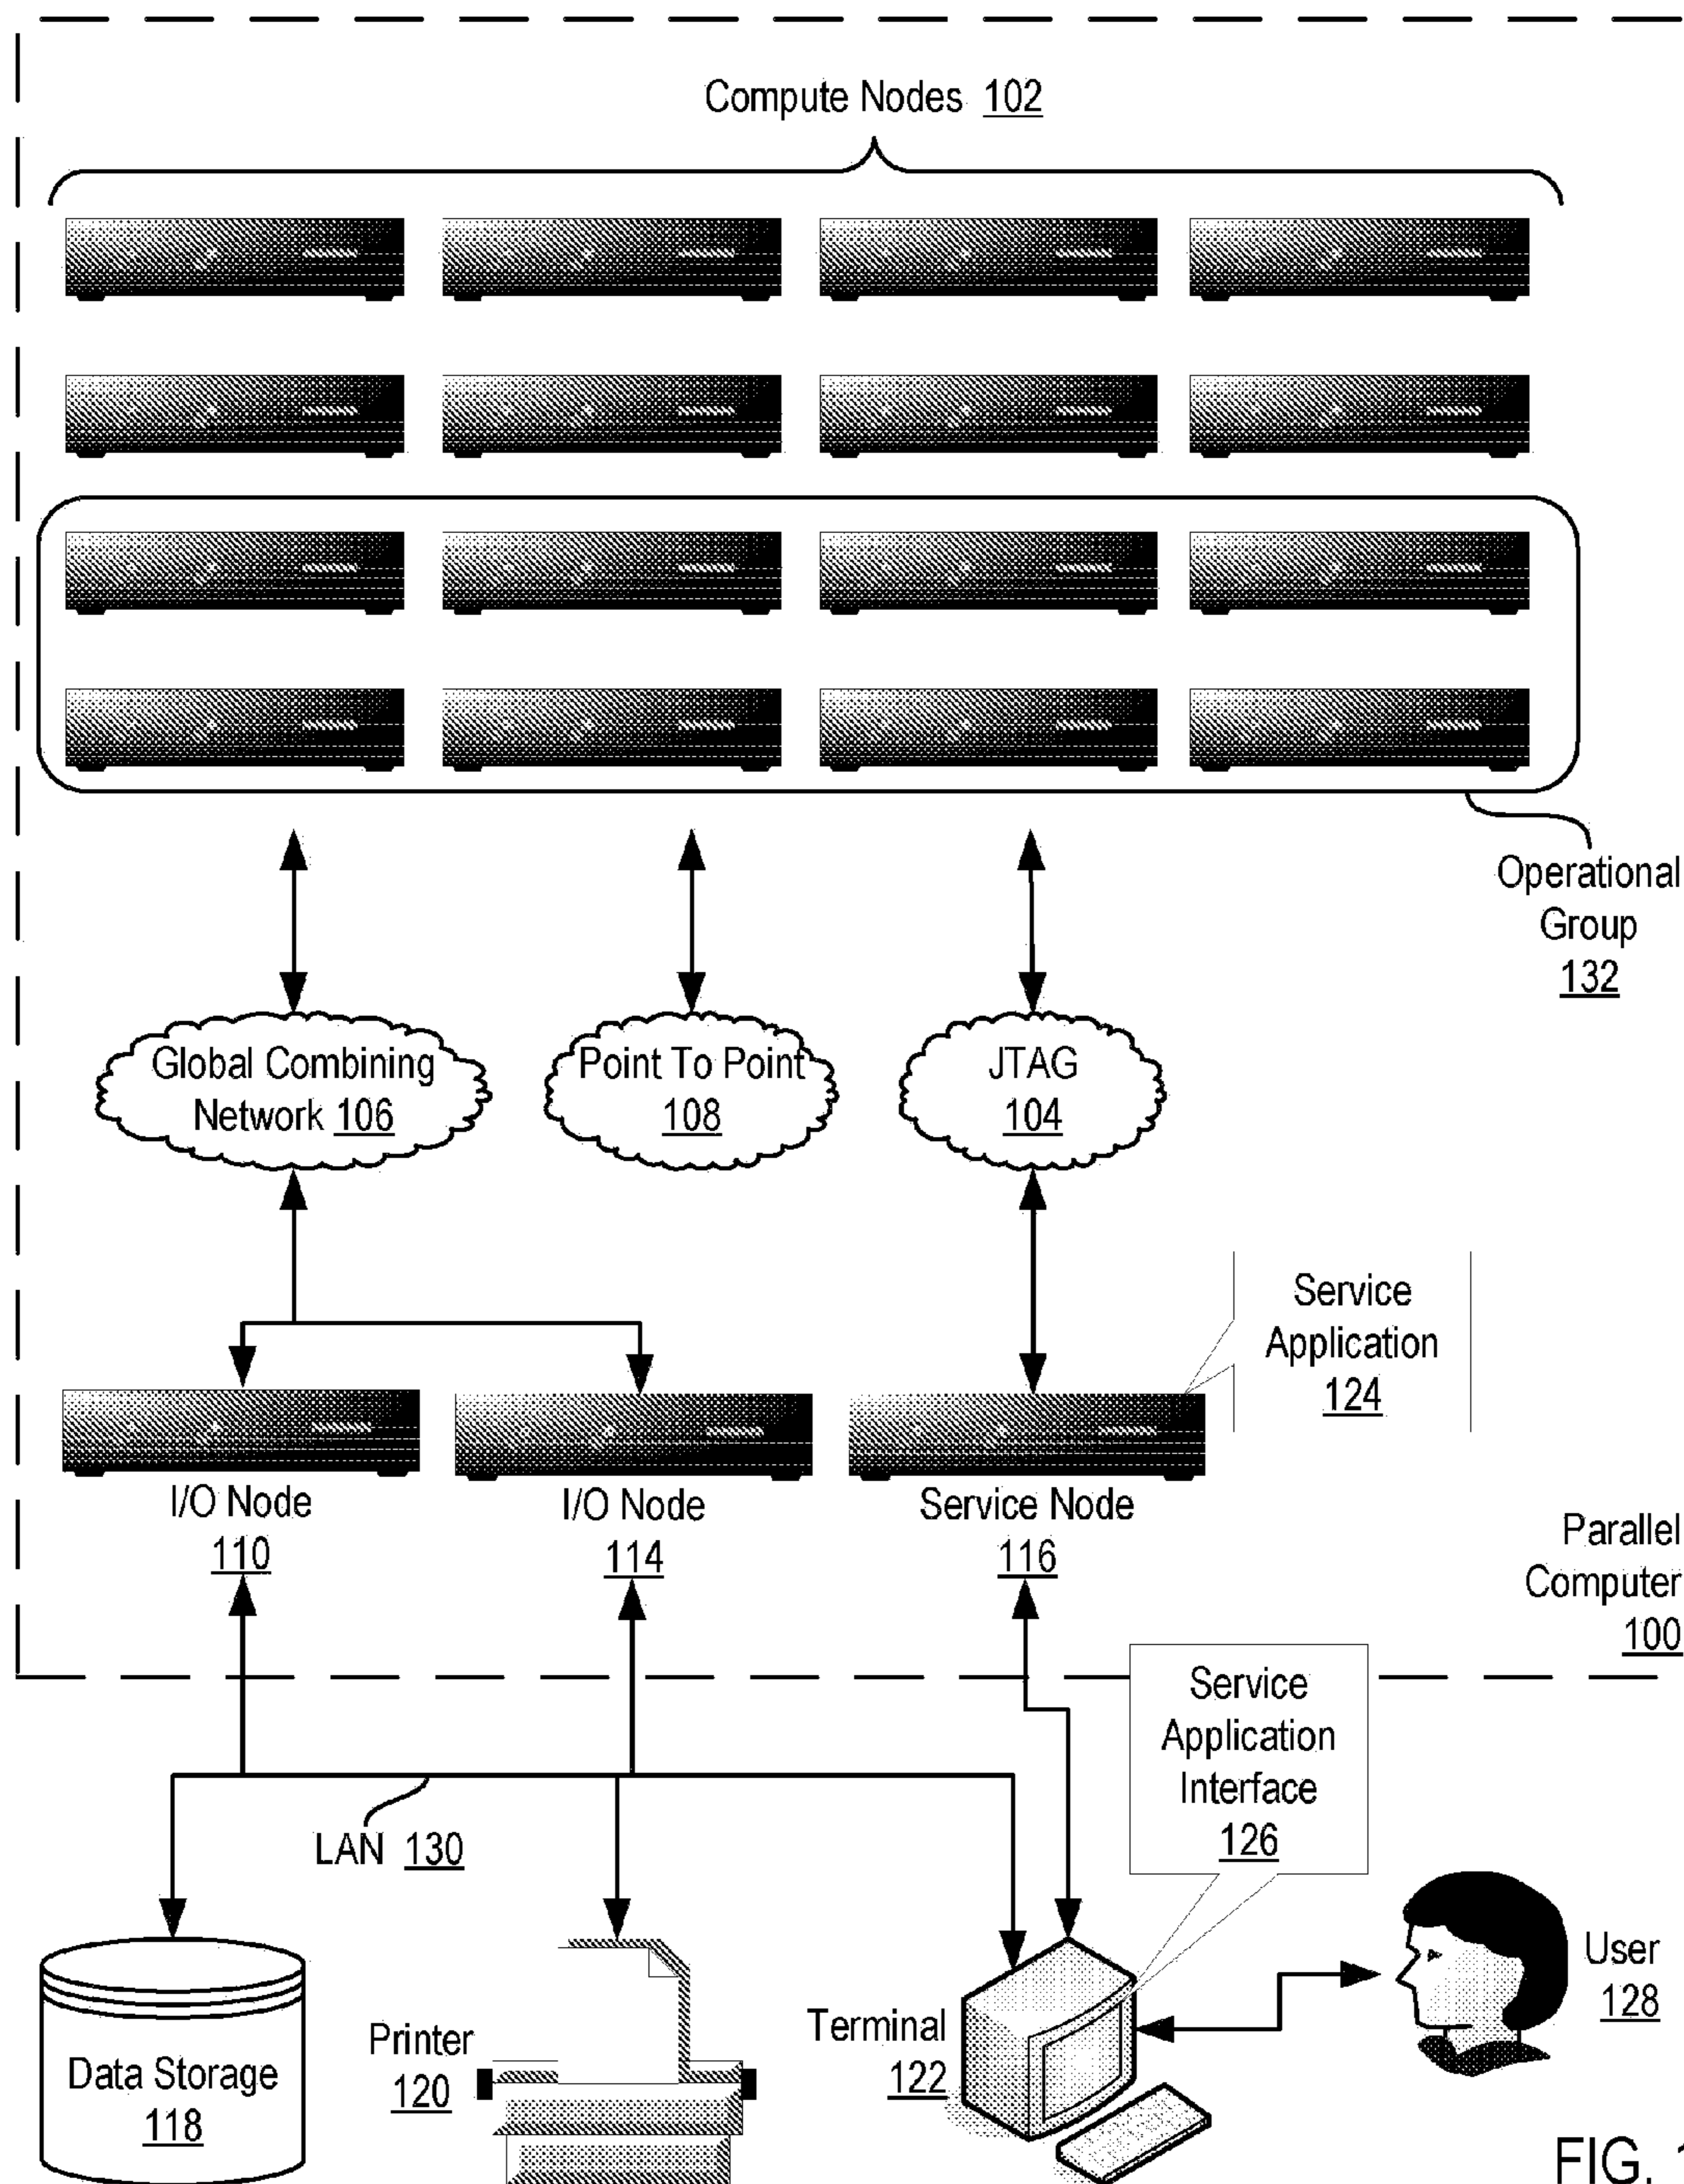 Compute Nodes 102
Operational
Group
132
Global Combining
Network 106
Point To Point
108
JTAG
104
Service
Application
124
I/O Node
110
I/O Node
114
Service Node
116
Parallel
Computer
100
Service
Application
Interface
126
LAN 130
Data Storage
118
Printer
120
Terminal
122
User
128
FIG. 1